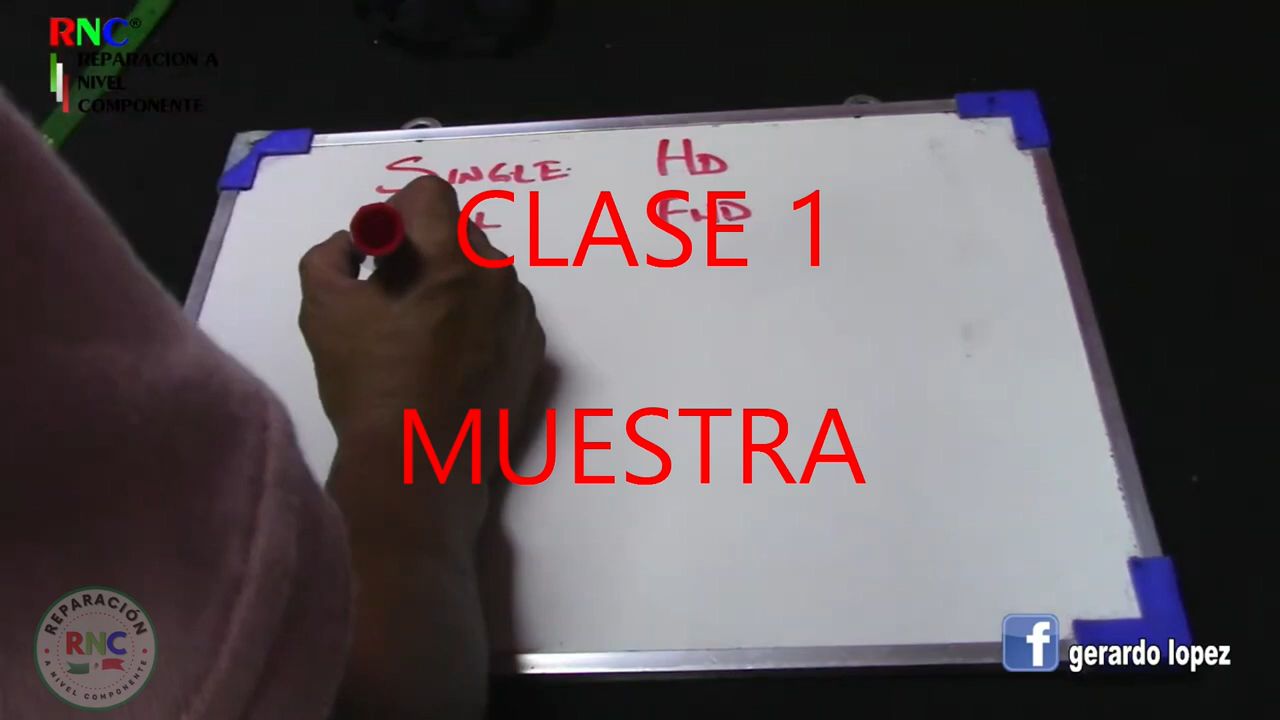 RNC®
REPARACION A
NIVEL
COMPONENTE
SINGLE HD
FHD
CLASE 1
MUESTRA
REPARACIÓN
RNC
A NIVEL COMPONENTE
f gerardo lopez